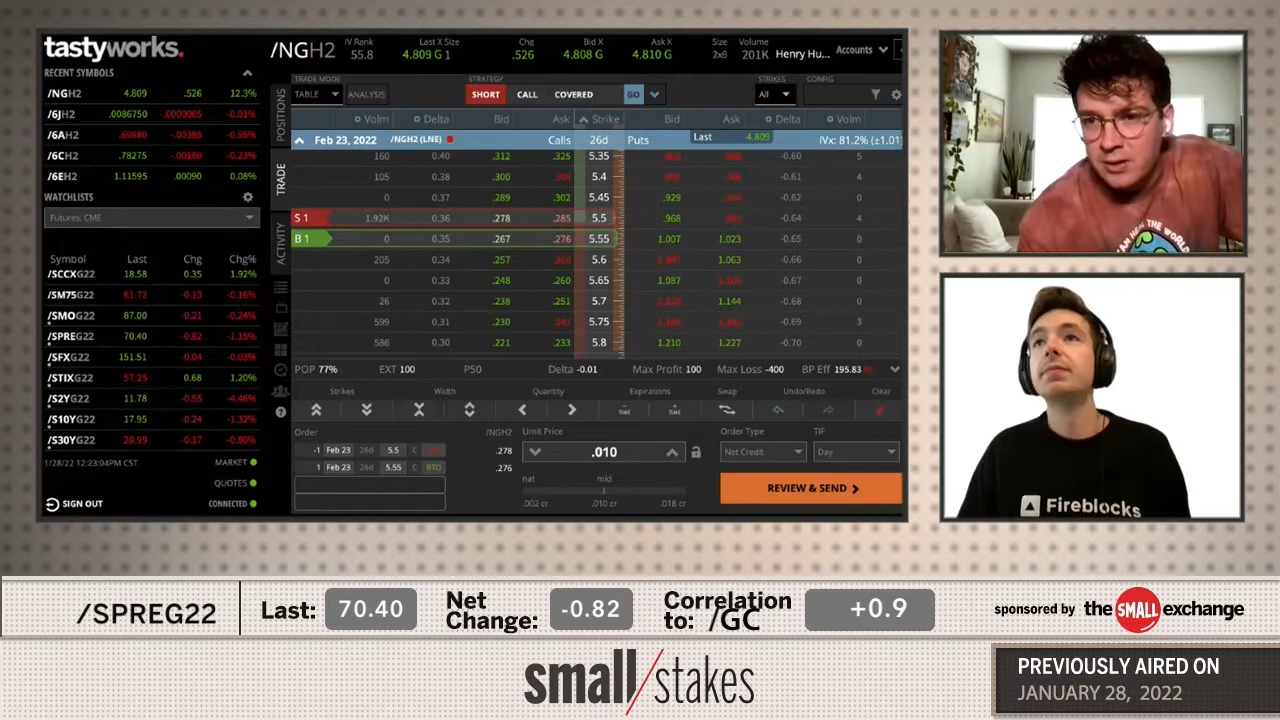 tastyworks.
RECENT SYMBOLS
/NGH2 4.809 .526 12.3%
/6JH2 .0086750 -.0000005 -0.01%
/6AH2 .69880 -.00385 -0.55%
/6CH2 .78275 -.00180 -0.23%
/6EH2 1.11595 .00090 0.08%
WATCHLISTS
Futures: CME
Symbol Last Chg Chg%
/SCCXG22 18.58 0.35 1.92%
/SM75G22 81.72 -0.13 -0.16%
/SMOG22 87.00 -0.21 -0.24%
/SPREG22 70.40 -0.82 -1.15%
/SFXG22 151.51 -0.04 -0.03%
/STIXG22 57.25 0.68 1.20%
/S2YG22 11.78 -0.55 -4.46%
/S10YG22 17.95 -0.24 -1.32%
/S30YG22 20.99 -0.17 -0.80%
1/28/22 12:23:04PM CST MARKET
QUOTES
SIGN OUT CONNECTED
/NGH2
IV Rank Last X Size Chg Bid X Ask X Size Volume
55.8 4.809 G 1 .526 4.808 G 4.810 G 2x8 201K Henry Hu... Accounts
TRADE MODE STRATEGY STRIKES CONFIG
TABLE ANALYSIS SHORT CALL COVERED GO All
POSITIONS
TRADE
ACTIVITY
Volm Delta Bid Ask Strike Bid Ask Delta Volm
Feb 23, 2022 /NGH2 (LNE) Calls 26d Puts Last 4.809 IVx: 81.2% (±1.01)
160 0.40 .312 .325 5.35 -0.60 5
105 0.38 .300 5.4 -0.61 4
0 0.37 .289 .302 5.45 .929 -0.62 0
S 1 1.92K 0.36 .278 .285 5.5 .968 -0.64 4
B 1 0 0.35 .267 .276 5.55 1.007 1.023 -0.65 0
205 0.34 .257 5.6 1.063 -0.66 0
0 0.33 .248 .260 5.65 1.087 -0.67 0
26 0.32 .238 .251 5.7 1.144 -0.68 0
599 0.31 .230 5.75 -0.69 3
586 0.30 .221 .233 5.8 1.210 1.227 -0.70 0
POP 77% EXT 100 P50 Delta -0.01 Max Profit 100 Max Loss -400 BP Eff 195.83
Strikes Width Quantity Expirations Swap Undo/Redo Clear
TIME TIME
Order /NGH2 Limit Price Order Type TIF
-1 Feb 23 26d 5.5 C .278 .010 Net Credit Day
1 Feb 23 26d 5.55 C BTO .276
nat mid
.002 cr .010 cr .018 cr
REVIEW & SEND
Fireblocks
/SPREG22 Last: 70.40 Net Change: -0.82 Correlation to: /GC +0.9
sponsored by the SMALL exchange
small/stakes
PREVIOUSLY AIRED ON
JANUARY 28, 2022